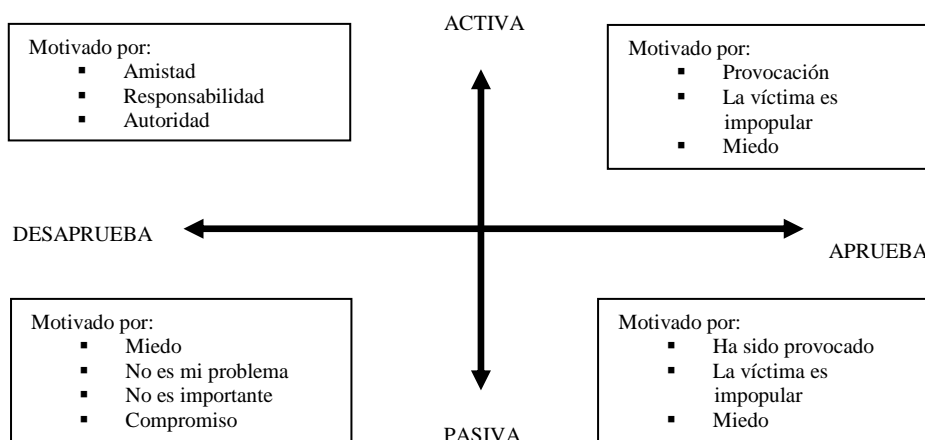 ACTIVA
Motivado por:
▪ Amistad
▪ Responsabilidad
▪ Autoridad
Motivado por:
▪ Provocación
▪ La víctima es
impopular
▪ Miedo
DESAPRUEBA
APRUEBA
Motivado por:
▪ Miedo
▪ No es mi problema
▪ No es importante
▪ Compromiso
Motivado por:
▪ Ha sido provocado
▪ La víctima es
impopular
▪ Miedo
PASIVA